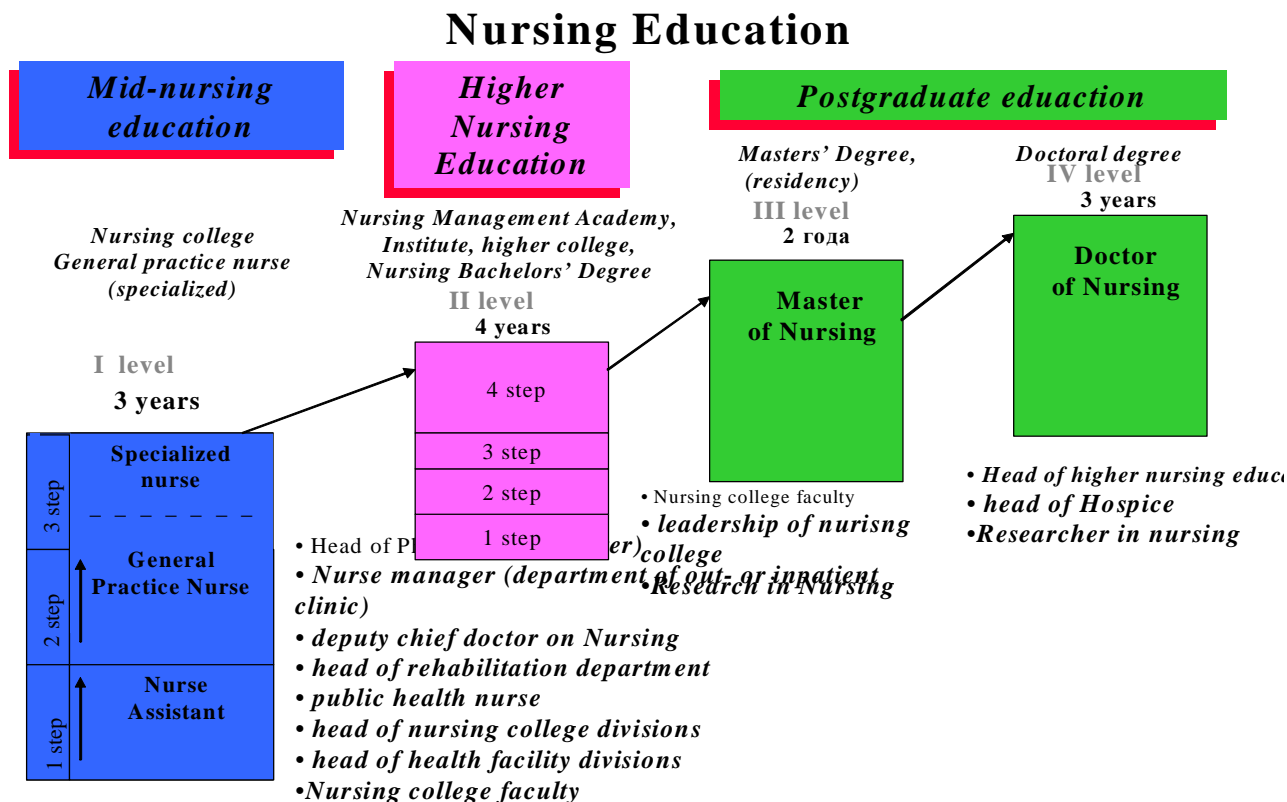 Nursing Education
Mid-nursing
education
Higher
Nursing
Education
Postgraduate eduaction
Nursing college
General practice nurse
(specialized)
I level
3 years
3 step
2 step
1 step
Specialized
nurse
General
Practice Nurse
Nurse
Assistant
Nursing Management Academy,
Institute, higher college,
Nursing Bachelors' Degree
II level
4 years
4 step
3 step
2 step
1 step
• Head of
• Nurse manager (department of out- or inpatient
clinic)
• deputy chief doctor on Nursing
• head of rehabilitation department
• public health nurse
• head of nursing college divisions
• head of health facility divisions
•Nursing college faculty
Masters' Degree,
(residency)
III level
2 года
Master
of Nursing
• Nursing college faculty
• leadership of nurisng
college
•Research in Nursing
Doctoral degree
IV level
3 years
Doctor
of Nursing
• Head of higher nursing
• head of Hospice
•Researcher in nursing